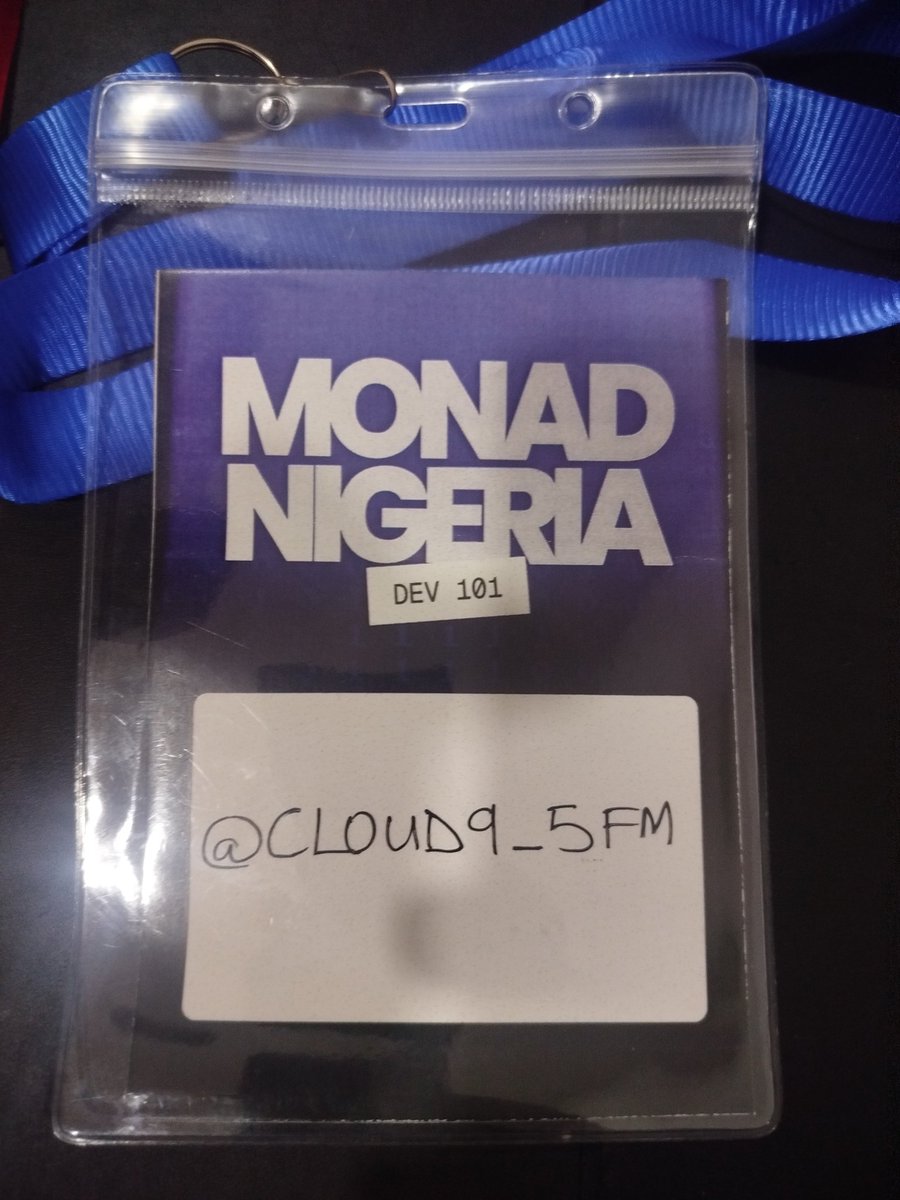 MONAD
NIGERIA
DEV 101
@CLOUD9_5FM